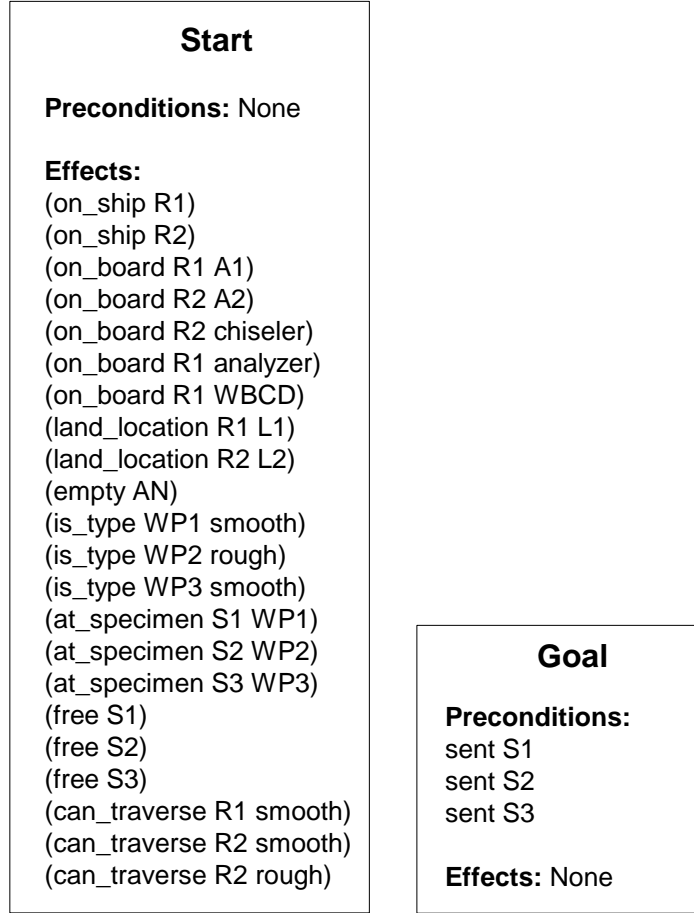 Start
Preconditions: None
Effects:
(on_ship R1)
(on_ship R2)
(on_board R1 A1)
(on_board R2 A2)
(on_board R2 chiseler)
(on_board R1 analyzer)
(on_board R1 WBCD)
(land_location R1 L1)
(land_location R2 L2)
(empty AN)
(is_type WP1 smooth)
(is_type WP2 rough)
(is_type WP3 smooth)
(at_specimen S1 WP1)
(at_specimen S2 WP2)
(at_specimen S3 WP3)
(free S1)
(free S2)
(free S3)
(can_traverse R1 smooth)
(can_traverse R2 smooth)
(can_traverse R2 rough)
Goal
Preconditions:
sent S1
sent S2
sent S3
Effects: None